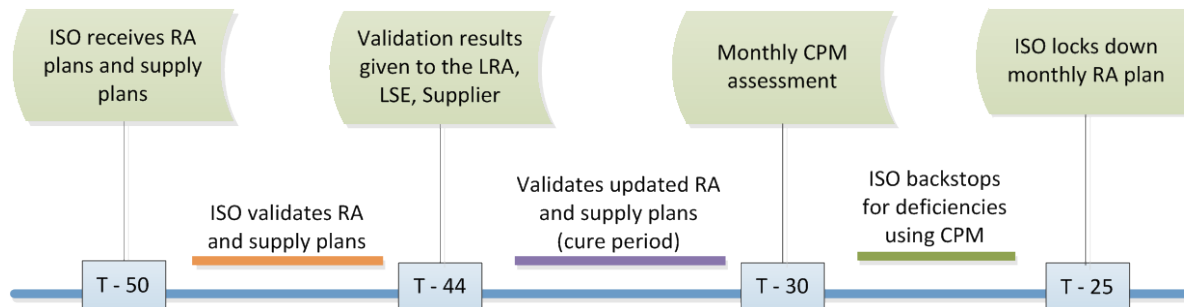 ISO receives RA
plans and supply
plans
Validation results
given to the LRA,
LSE, Supplier
Monthly CPM
assessment
ISO locks down
monthly RA plan
ISO validates RA
and supply plans
Validates updated RA
and supply plans
(cure period)
ISO backstops
for deficiencies
using CPM
T - 50
T - 44
T - 30
T - 25